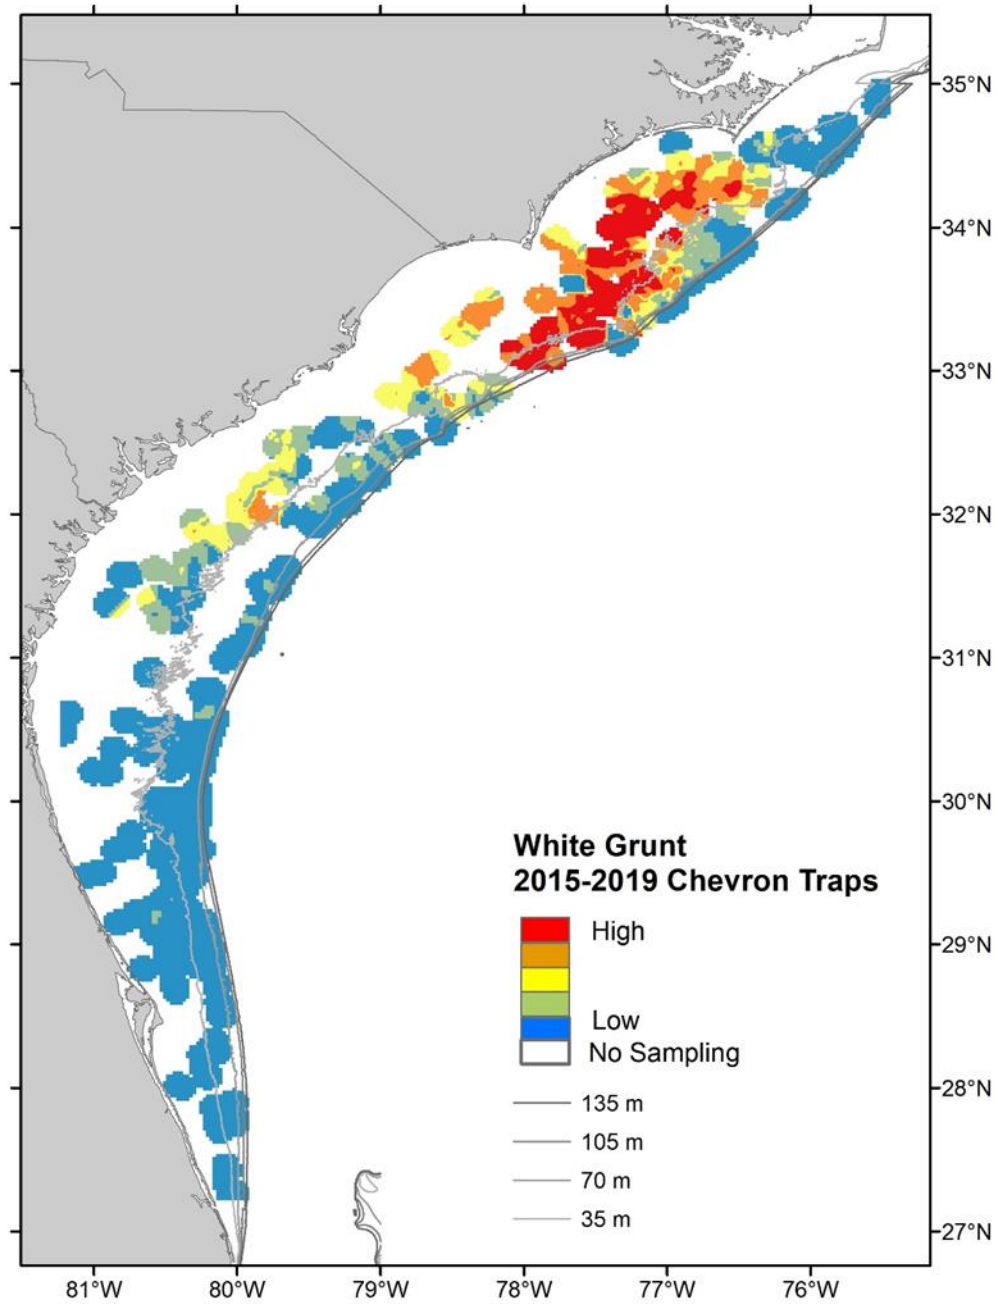 35°N
34°N
33°N
32°N
31°N
30°N
White Grunt
2015-2019 Chevron Traps
High
29°N
Low
No Sampling
28°N
135 m
105 m
70 m
35 m
27°N
81°W 80°W 79°W 78°W 77°W 76°W